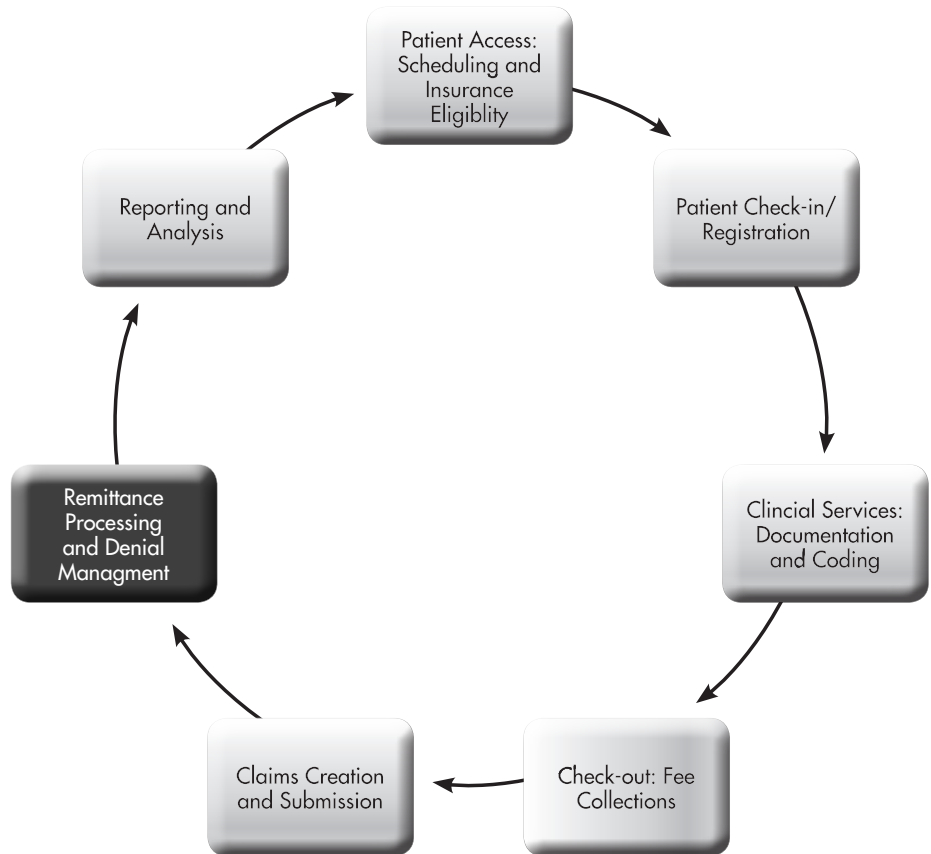 Patient Access:
Scheduling and
Insurance
Eligiblity
Patient Check-in/
Registration
Clincial Services:
Documentation
and Coding
Check-out: Fee
Collections
Claims Creation
and Submission
Remittance
Processing
and Denial
Managment
Reporting and
Analysis